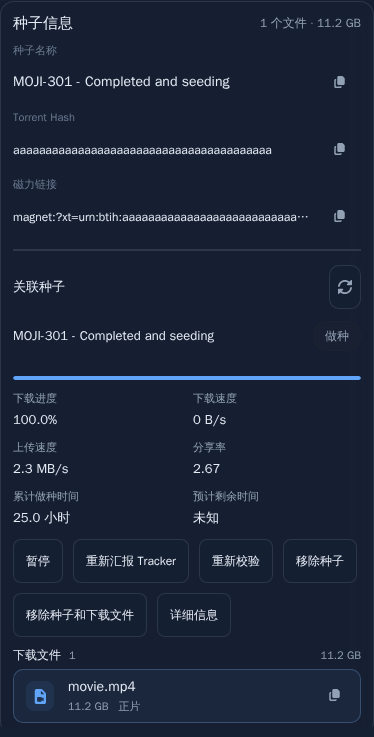 种子信息 1 个文件 · 11.2 GB
种子名称
MOJI-301 - Completed and seeding
Torrent Hash
aaaaaaaaaaaaaaaaaaaaaaaaaaaaaaaaaaaaaaaa
磁力链接
magnet:?xt=urn:btih:aaaaaaaaaaaaaaaaaaaaaaaaaaa…
关联种子
MOJI-301 - Completed and seeding 做种
下载进度 下载速度
100.0% 0 B/s
上传速度 分享率
2.3 MB/s 2.67
累计做种时间 预计剩余时间
25.0 小时 未知
暂停 重新汇报 Tracker 重新校验 移除种子
移除种子和下载文件 详细信息
下载文件 1 11.2 GB
movie.mp4
11.2 GB 正片